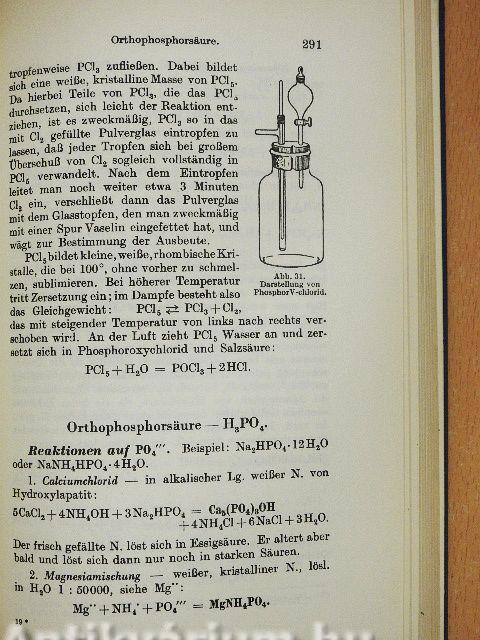 Orthophosphorsäure. 291
tropfenweise PCl₃ zufließen. Dabei bildet
sich eine weiße, kristalline Masse von PCl₅.
Da hierbei Teile von PCl₃, die das PCl₅
durchsetzen, sich leicht der Reaktion ent-
ziehen, ist es zweckmäßig, PCl₃ so in das
mit Cl₂ gefüllte Pulverglas eintropfen zu
lassen, daß jeder Tropfen sich bei großem
Überschuß von Cl₂ sogleich vollständig in
PCl₅ verwandelt. Nach dem Eintropfen
leitet man noch weiter etwa 3 Minuten
Cl₂ ein, verschließt dann das Pulverglas
mit dem Glasstopfen, den man zweckmäßig
mit einer Spur Vaselin eingefettet hat, und
wägt zur Bestimmung der Ausbeute.
PCl₅ bildet kleine, weiße, rhombische Kri-
stalle, die bei 100°, ohne vorher zu schmel-
zen, sublimieren. Bei höherer Temperatur
tritt Zersetzung ein; im Dampfe besteht also
das Gleichgewicht: PCl₅ ⇄ PCl₃ + Cl₂,
Abb. 31.
Darstellung von
Phosphor V-chlorid.
das mit steigender Temperatur von links nach rechts ver-
schoben wird. An der Luft zieht PCl₅ Wasser an und zer-
setzt sich in Phosphoroxychlorid und Salzsäure:
PCl₅ + H₂O = POCl₃ + 2HCl.
Orthophosphorsäure — H₃PO₄.
Reaktionen auf PO₄‴. Beispiel: Na₂HPO₄·12H₂O
oder NaNH₄HPO₄·4H₂O.
1. Calciumchlorid — in alkalischer Lg. weißer N. von
Hydroxylapatit:
5CaCl₂ + 4NH₄OH + 3Na₂HPO₄ = Ca₅(PO₄)₃OH
+ 4NH₄Cl + 6NaCl + 3H₂O.
Der frisch gefällte N. löst sich in Essigsäure. Er altert aber
bald und löst sich dann nur noch in starken Säuren.
2. Magnesiamischung — weißer, kristalliner N., lösl.
in H₂O 1 : 50000, siehe Mg··:
Mg·· + NH₄· + PO₄‴ = MgNH₄PO₄.
19*
Antikvárium.hu